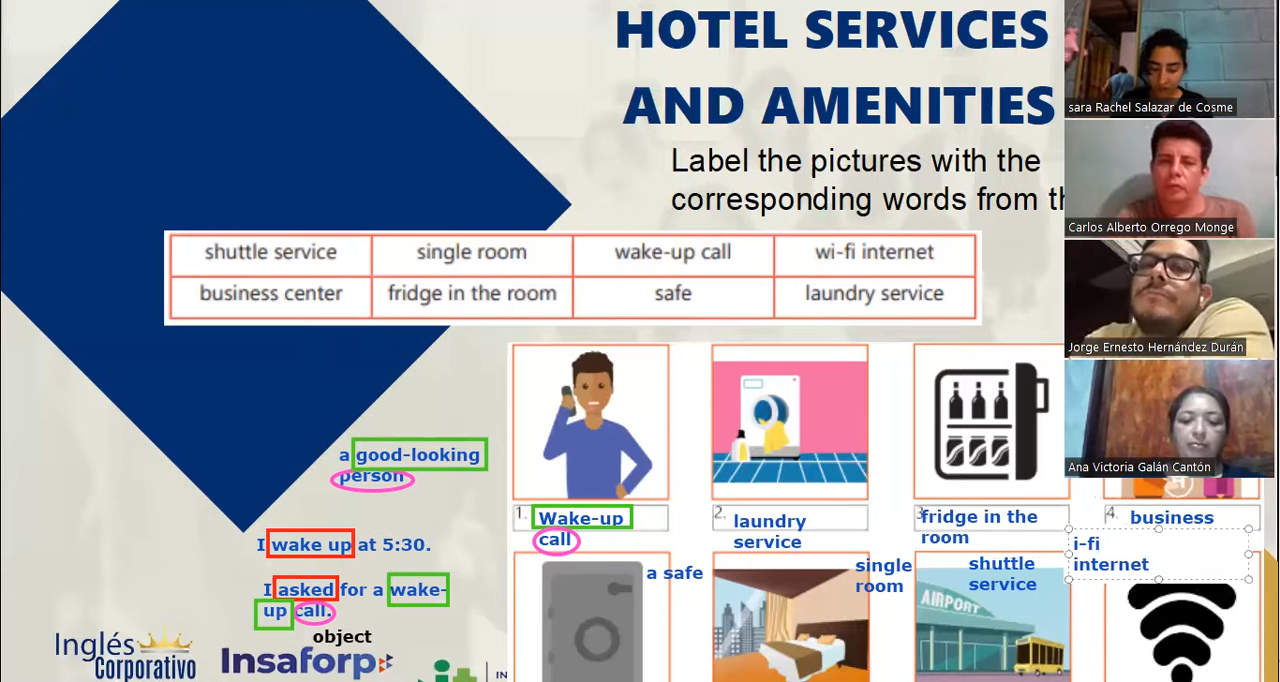 HOTEL SERVICES
AND AMENITIES
Label the pictures with the
corresponding words from
shuttle service
single room
wake-up call
wi-fi internet
business center
fridge in the room
safe
laundry service
sara Rachel Salazar de Cosme
Carlos Alberto Orrego Monge
Jorge Ernesto Hernández Durán
Ana Victoria Galán Cantón
a good-looking
person
I wake up at 5:30.
I asked for a wake-
up call.
object
1. Wake-up
call
2. laundry
service
3. fridge in the
room
4. business
i-fi
internet
a safe
single
room
shuttle
service
AIRPORT
Inglés
Corporativo
Insaforp
IN